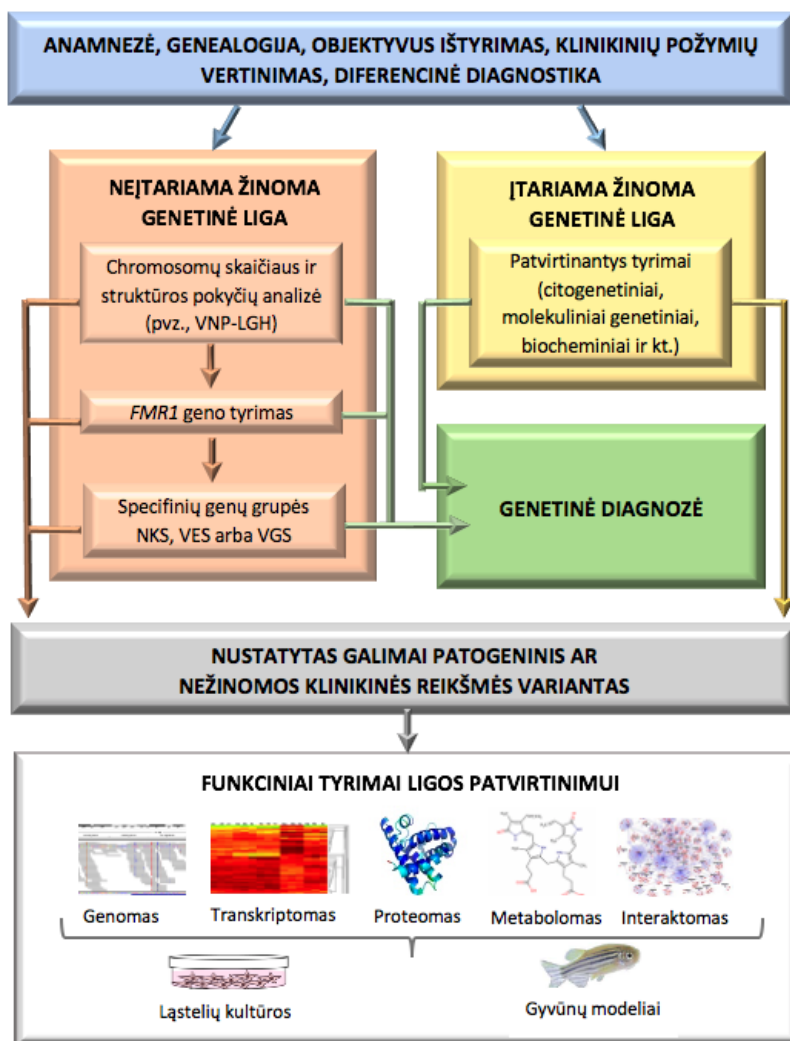 ANAMNEZĖ, GENEALOGIJA, OBJEKTYVUS IŠTYRIMAS, KLINIKINIŲ POŽYMIŲ
VERTINIMAS, DIFERENCINĖ DIAGNOSTIKA
NEĮTARIAMA ŽINOMA
GENETINĖ LIGA
Chromosomų skaičiaus ir
struktūros pokyčių analizė
(pvz., VNP-LGH)
FMR1 geno tyrimas
Specifinių genų grupės
NKS, VES arba VGS
ĮTARIAMA ŽINOMA
GENETINĖ LIGA
Patvirtinantys tyrimai
(citogenetiniai,
molekuliniai genetiniai,
biocheminiai ir kt.)
GENETINĖ DIAGNOZĖ
NUSTATYTAS GALIMAI PATOGENINIS AR
NEŽINOMOS KLINIKINĖS REIKŠMĖS VARIANTAS
FUNKCINIAI TYRIMAI LIGOS PATVIRTINIMUI
Genomas Transkriptomas Proteomas Metabolomas Interaktomas
Ląstelių kultūros Gyvūnų modeliai